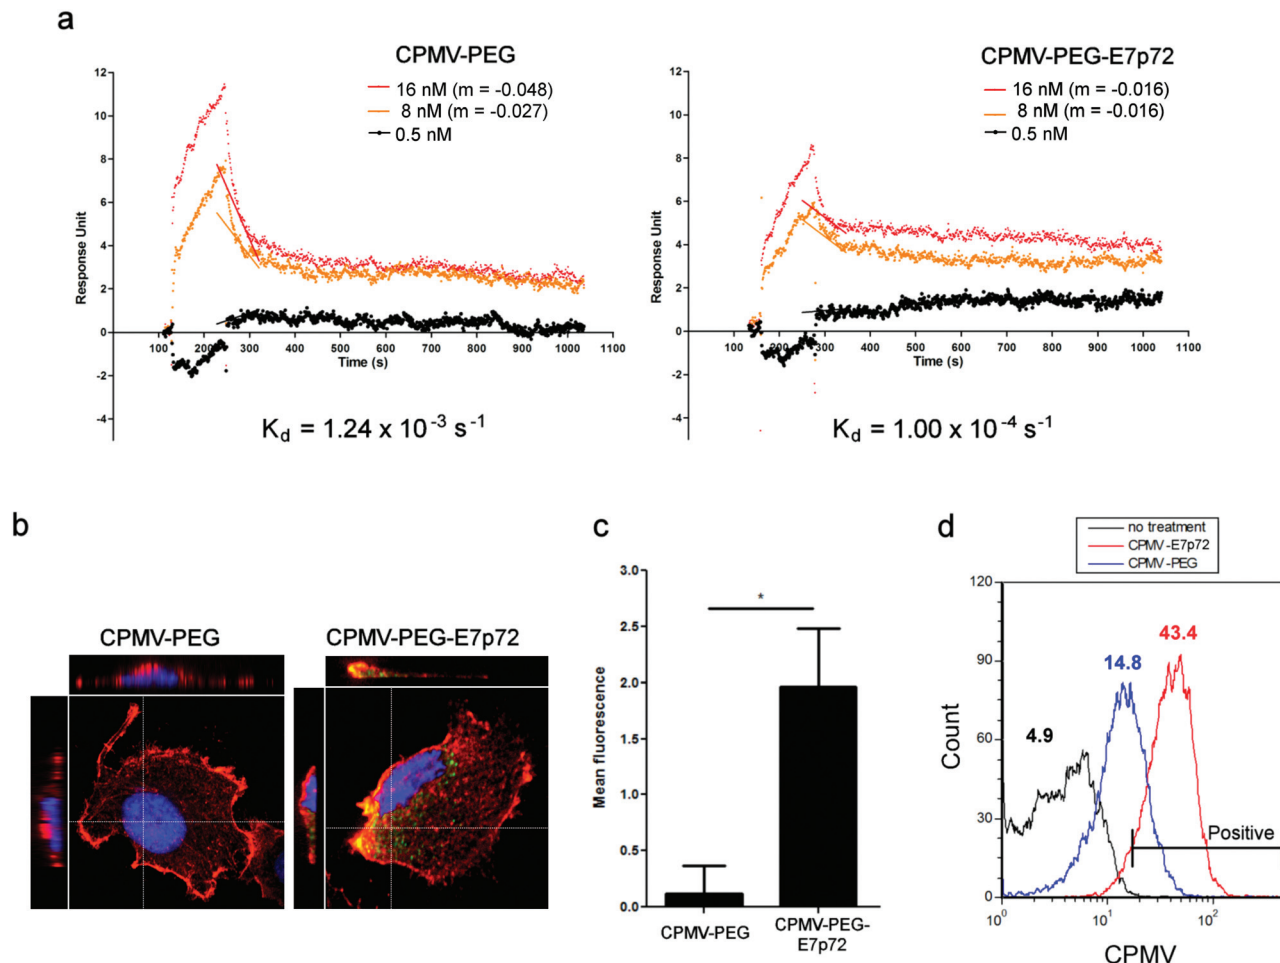 a
CPMV-PEG
16 nM (m = -0.048)
8 nM (m = -0.027)
0.5 nM
12
10
8
6
4
2
0
-2
-4
Response Unit
100 200 300 400 500 600 700 800 900 1000 1100
Time (s)
Kd = 1.24 x 10-3 s-1
CPMV-PEG-E7p72
16 nM (m = -0.016)
8 nM (m = -0.016)
0.5 nM
12
10
8
6
4
2
0
-2
-4
Response Unit
100 200 300 400 500 600 700 800 900 1000 1100
Time (s)
Kd = 1.00 x 10-4 s-1
b
CPMV-PEG
CPMV-PEG-E7p72
c
3.0
2.5
2.0
1.5
1.0
0.5
0.0
Mean fluorescence
*
CPMV-PEG
CPMV-PEG-
E7p72
d
no treatment
CPMV-E7p72
CPMV-PEG
120
90
60
30
0
Count
4.9
14.8
43.4
Positive
100 101 102
CPMV